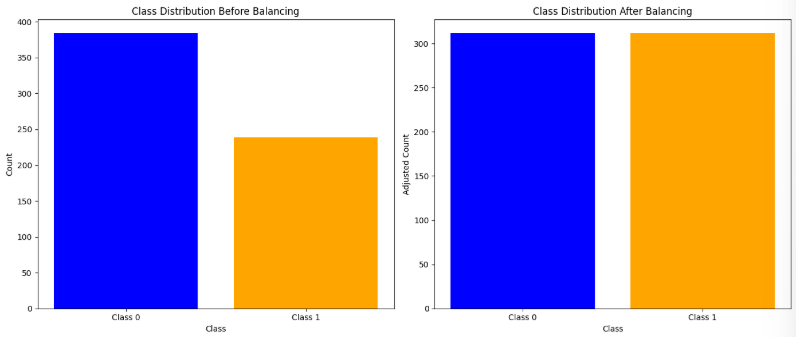 Class Distribution Before Balancing
400
350
300
250
200
150
100
50
0
Count
Class 0
Class 1
Class
Class Distribution After Balancing
300
250
200
150
100
50
0
Adjusted Count
Class 0
Class 1
Class